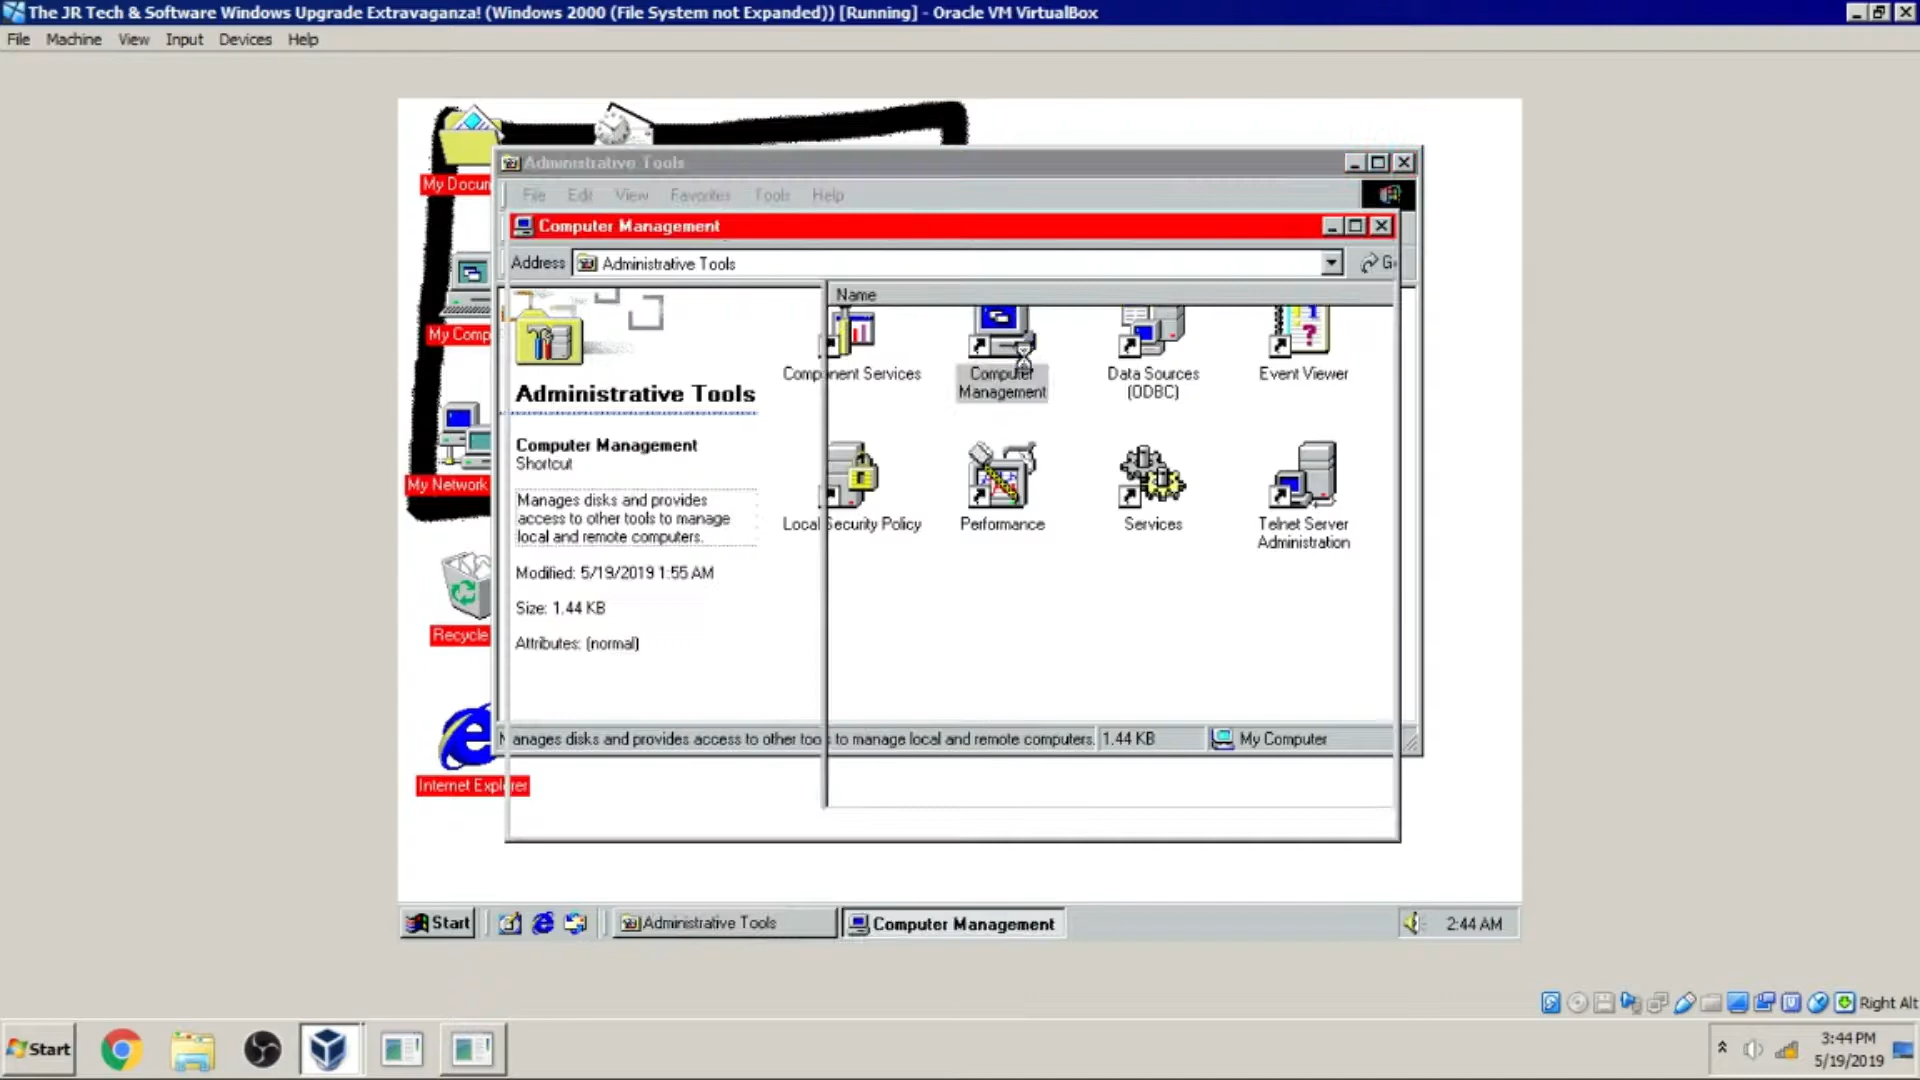 The JR Tech & Software Windows Upgrade Extravaganza! (Windows 2000 (File System not Expanded)) [Running] - Oracle VM VirtualBox
File Machine View Input Devices Help
My Docum
Administrative Tools
File Edit View Favorites Tools Help
Computer Management
Address Administrative Tools G
Name
My Comp
Administrative Tools
Computer Management
Shortcut
Manages disks and provides
access to other tools to manage
local and remote computers.
Modified: 5/19/2019 1:55 AM
Size: 1.44 KB
Attributes: (normal)
Component Services
Computer
Management
Data Sources
(ODBC)
Event Viewer
My Network
Local Security Policy
Performance
Services
Telnet Server
Administration
Recycle
Manages disks and provides access to other tools to manage local and remote computers. 1.44 KB My Computer
Internet Explorer
Start Administrative Tools Computer Management 2:44 AM
Right Alt
Start 3:44 PM
5/19/2019